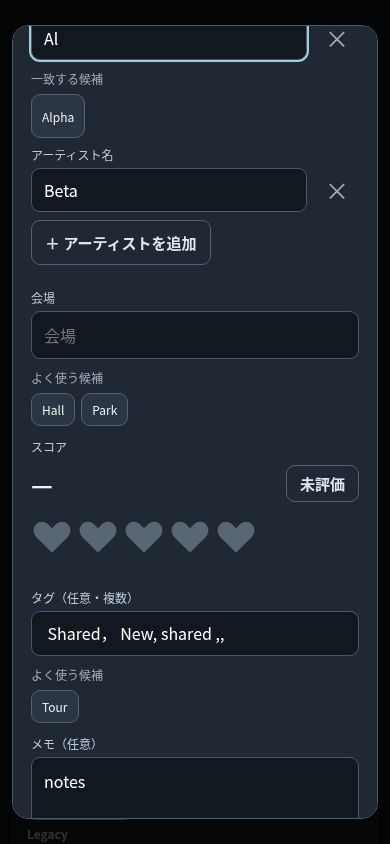 Al
一致する候補
Alpha
アーティスト名
Beta
＋ アーティストを追加
会場
会場
よく使う候補
Hall Park
スコア
—
未評価
タグ（任意・複数）
Shared， New, shared ,,
よく使う候補
Tour
メモ（任意）
notes
Legacy